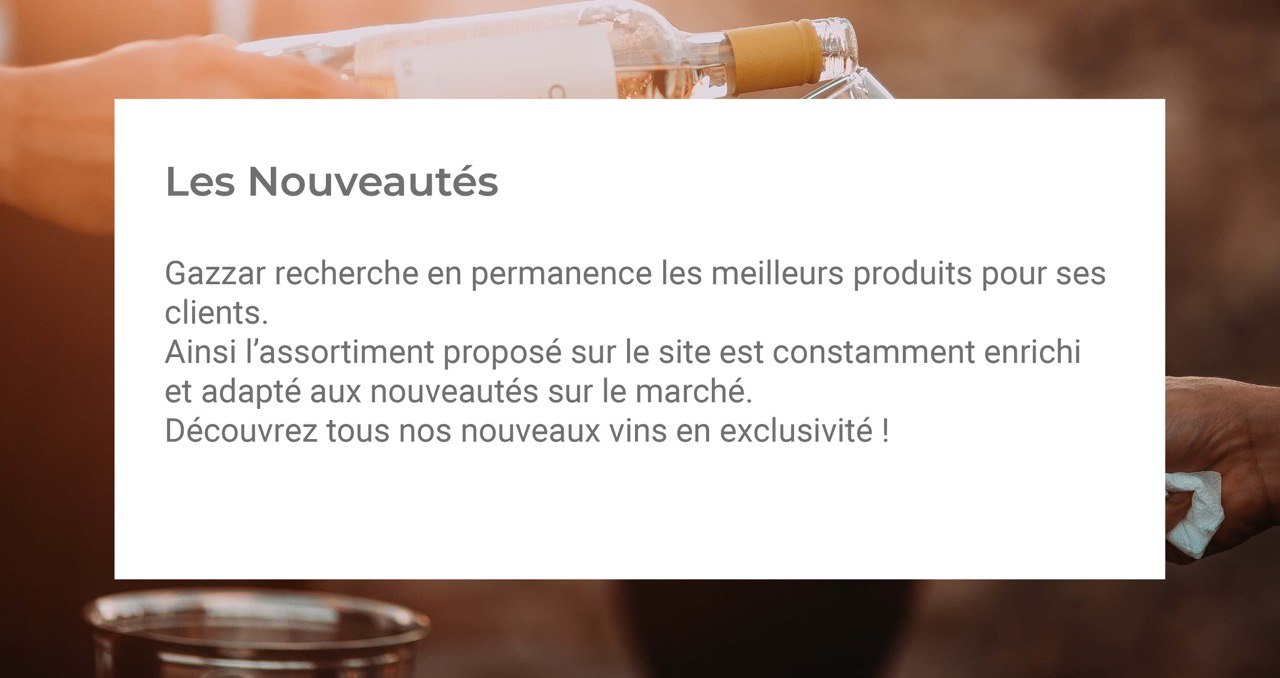 Les Nouveautés
Gazzar recherche en permanence les meilleurs produits pour ses
clients.
Ainsi l’assortiment proposé sur le site est constamment enrichi
et adapté aux nouveautés sur le marché.
Découvrez tous nos nouveaux vins en exclusivité !